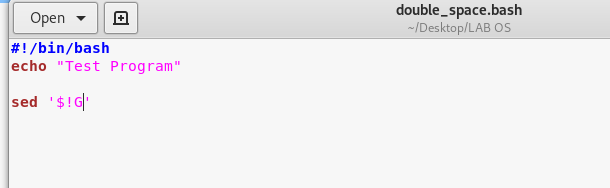 Open
double_space.bash
~/Desktop/LAB OS
#!/bin/bash
echo "Test Program"
sed '$!G'